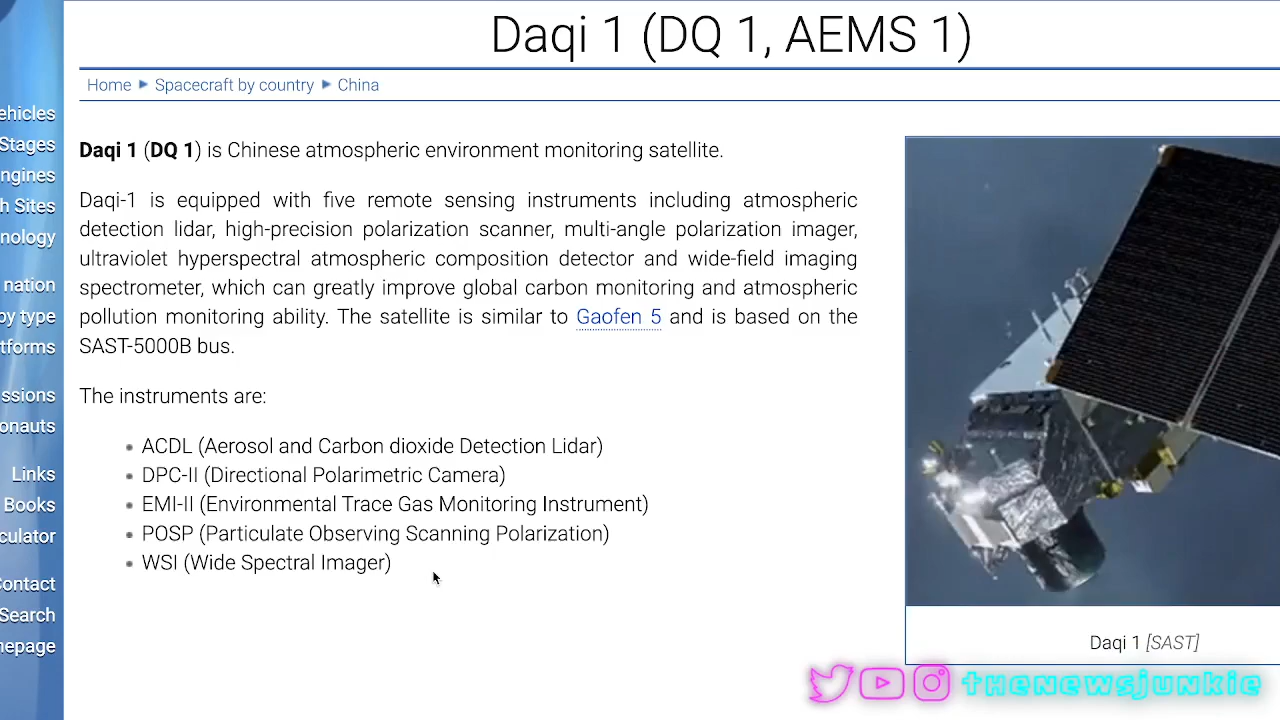 Daqi 1 (DQ 1, AEMS 1)
Home ► Spacecraft by country ► China
ehicles
Stages
ngines
h Sites
nology
nation
by type
tforms
ssions
onauts
Links
Books
culator
Contact
Search
mepage
Daqi 1 (DQ 1) is Chinese atmospheric environment monitoring satellite.
Daqi-1 is equipped with five remote sensing instruments including atmospheric
detection lidar, high-precision polarization scanner, multi-angle polarization imager,
ultraviolet hyperspectral atmospheric composition detector and wide-field imaging
spectrometer, which can greatly improve global carbon monitoring and atmospheric
pollution monitoring ability. The satellite is similar to Gaofen 5 and is based on the
SAST-5000B bus.
The instruments are:
• ACDL (Aerosol and Carbon dioxide Detection Lidar)
• DPC-II (Directional Polarimetric Camera)
• EMI-II (Environmental Trace Gas Monitoring Instrument)
• POSP (Particulate Observing Scanning Polarization)
• WSI (Wide Spectral Imager)
Daqi 1 [SAST]
thenewsjunkie